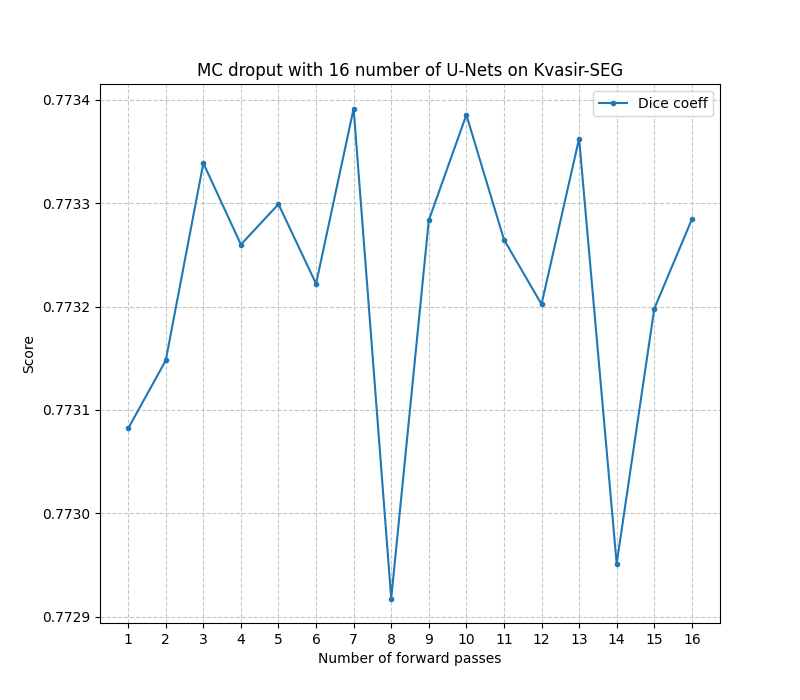 MC droput with 16 number of U-Nets on Kvasir-SEG
Dice coeff
0.7734
0.7733
0.7732
0.7731
0.7730
0.7729
Score
1 2 3 4 5 6 7 8 9 10 11 12 13 14 15 16
Number of forward passes